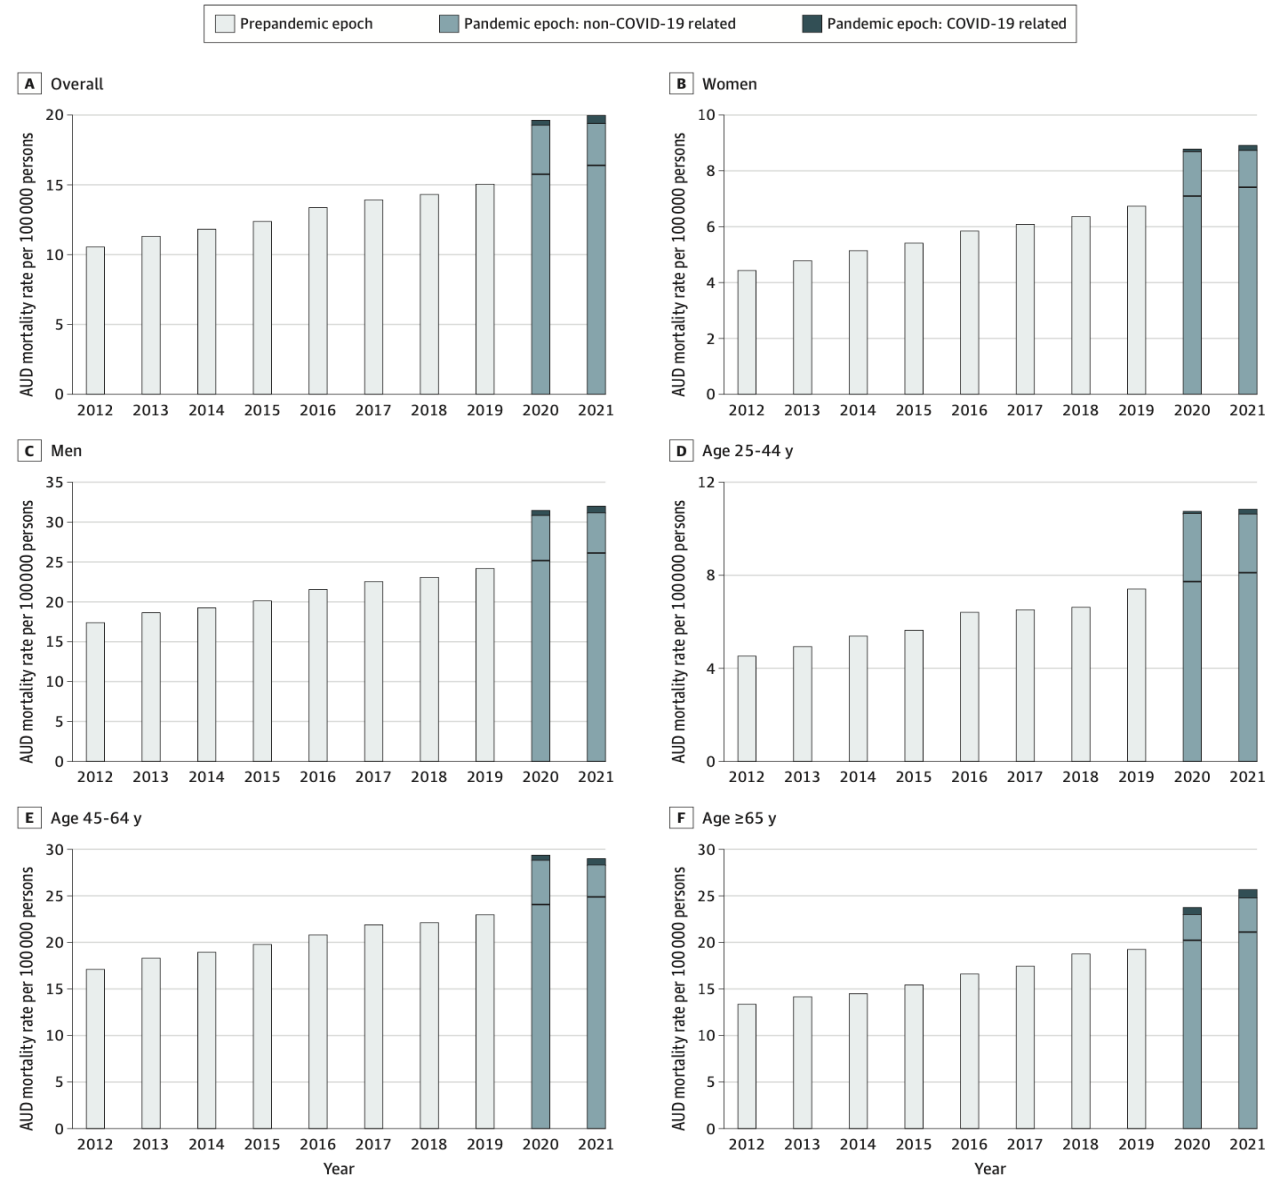 Prepandemic epoch
Pandemic epoch: non-COVID-19 related
Pandemic epoch: COVID-19 related
A Overall
AUD mortality rate per 100 000 persons
20
15
10
5
0
2012 2013 2014 2015 2016 2017 2018 2019 2020 2021
B Women
AUD mortality rate per 100 000 persons
10
8
6
4
2
0
2012 2013 2014 2015 2016 2017 2018 2019 2020 2021
C Men
AUD mortality rate per 100 000 persons
35
30
25
20
15
10
5
0
2012 2013 2014 2015 2016 2017 2018 2019 2020 2021
D Age 25-44 y
AUD mortality rate per 100 000 persons
12
8
4
0
2012 2013 2014 2015 2016 2017 2018 2019 2020 2021
E Age 45-64 y
AUD mortality rate per 100 000 persons
30
25
20
15
10
5
0
2012 2013 2014 2015 2016 2017 2018 2019 2020 2021
Year
F Age ≥65 y
AUD mortality rate per 100 000 persons
30
25
20
15
10
5
0
2012 2013 2014 2015 2016 2017 2018 2019 2020 2021
Year